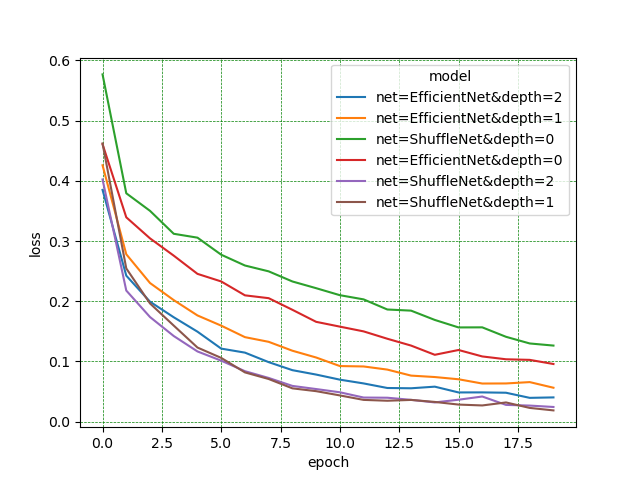 0.6
0.5
0.4
0.3
0.2
0.1
0.0
loss
model
net=EfficientNet&depth=2
net=EfficientNet&depth=1
net=ShuffleNet&depth=0
net=EfficientNet&depth=0
net=ShuffleNet&depth=2
net=ShuffleNet&depth=1
0.0 2.5 5.0 7.5 10.0 12.5 15.0 17.5
epoch